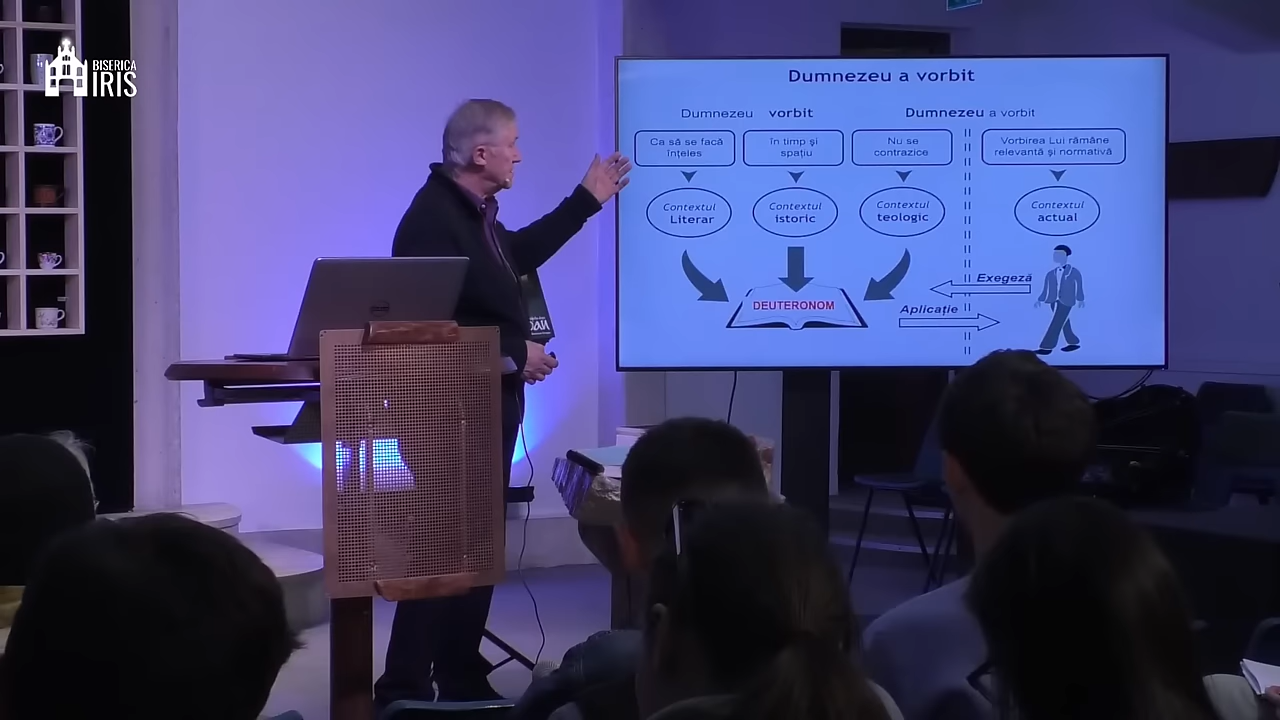 BISERICA
IRIS
Dumnezeu a vorbit
Dumnezeu vorbit
Dumnezeu a vorbit
Ca să se facă
înțeles
în timp și
spațiu
Nu se
contrazice
Vorbirea Lui rămâne
relevantă și normativă
Contextul
Literar
Contextul
istoric
Contextul
teologic
Contextul
actual
DEUTERONOM
Exegeză
Aplicație